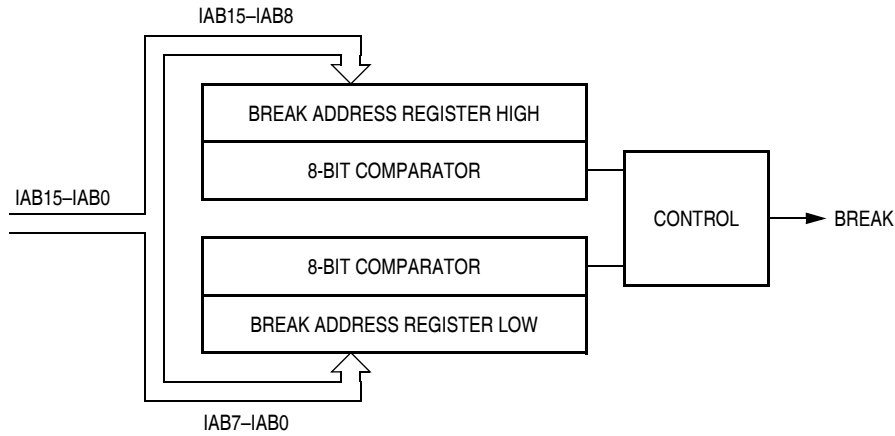 IAB15–IAB8
BREAK ADDRESS REGISTER HIGH
8-BIT COMPARATOR
IAB15–IAB0
CONTROL
BREAK
8-BIT COMPARATOR
BREAK ADDRESS REGISTER LOW
IAB7–IAB0